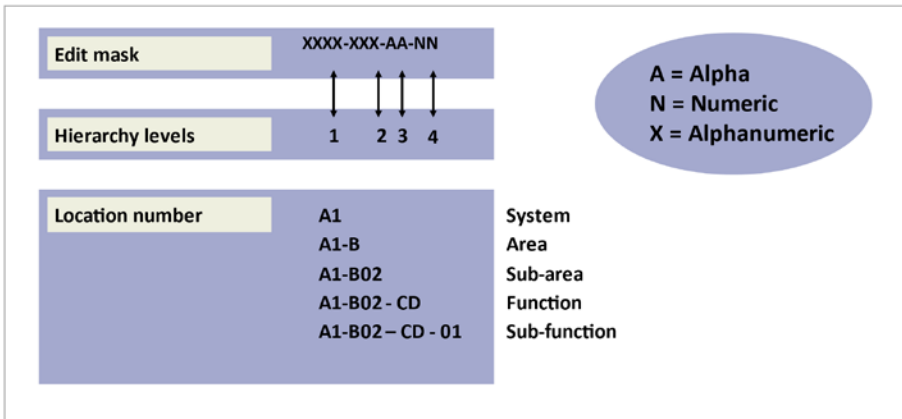 Edit mask
XXXX-XXX-AA-NN
Hierarchy levels
1 2 3 4
Location number
A1 System
A1-B Area
A1-B02 Sub-area
A1-B02 - CD Function
A1-B02 – CD - 01 Sub-function
A = Alpha
N = Numeric
X = Alphanumeric